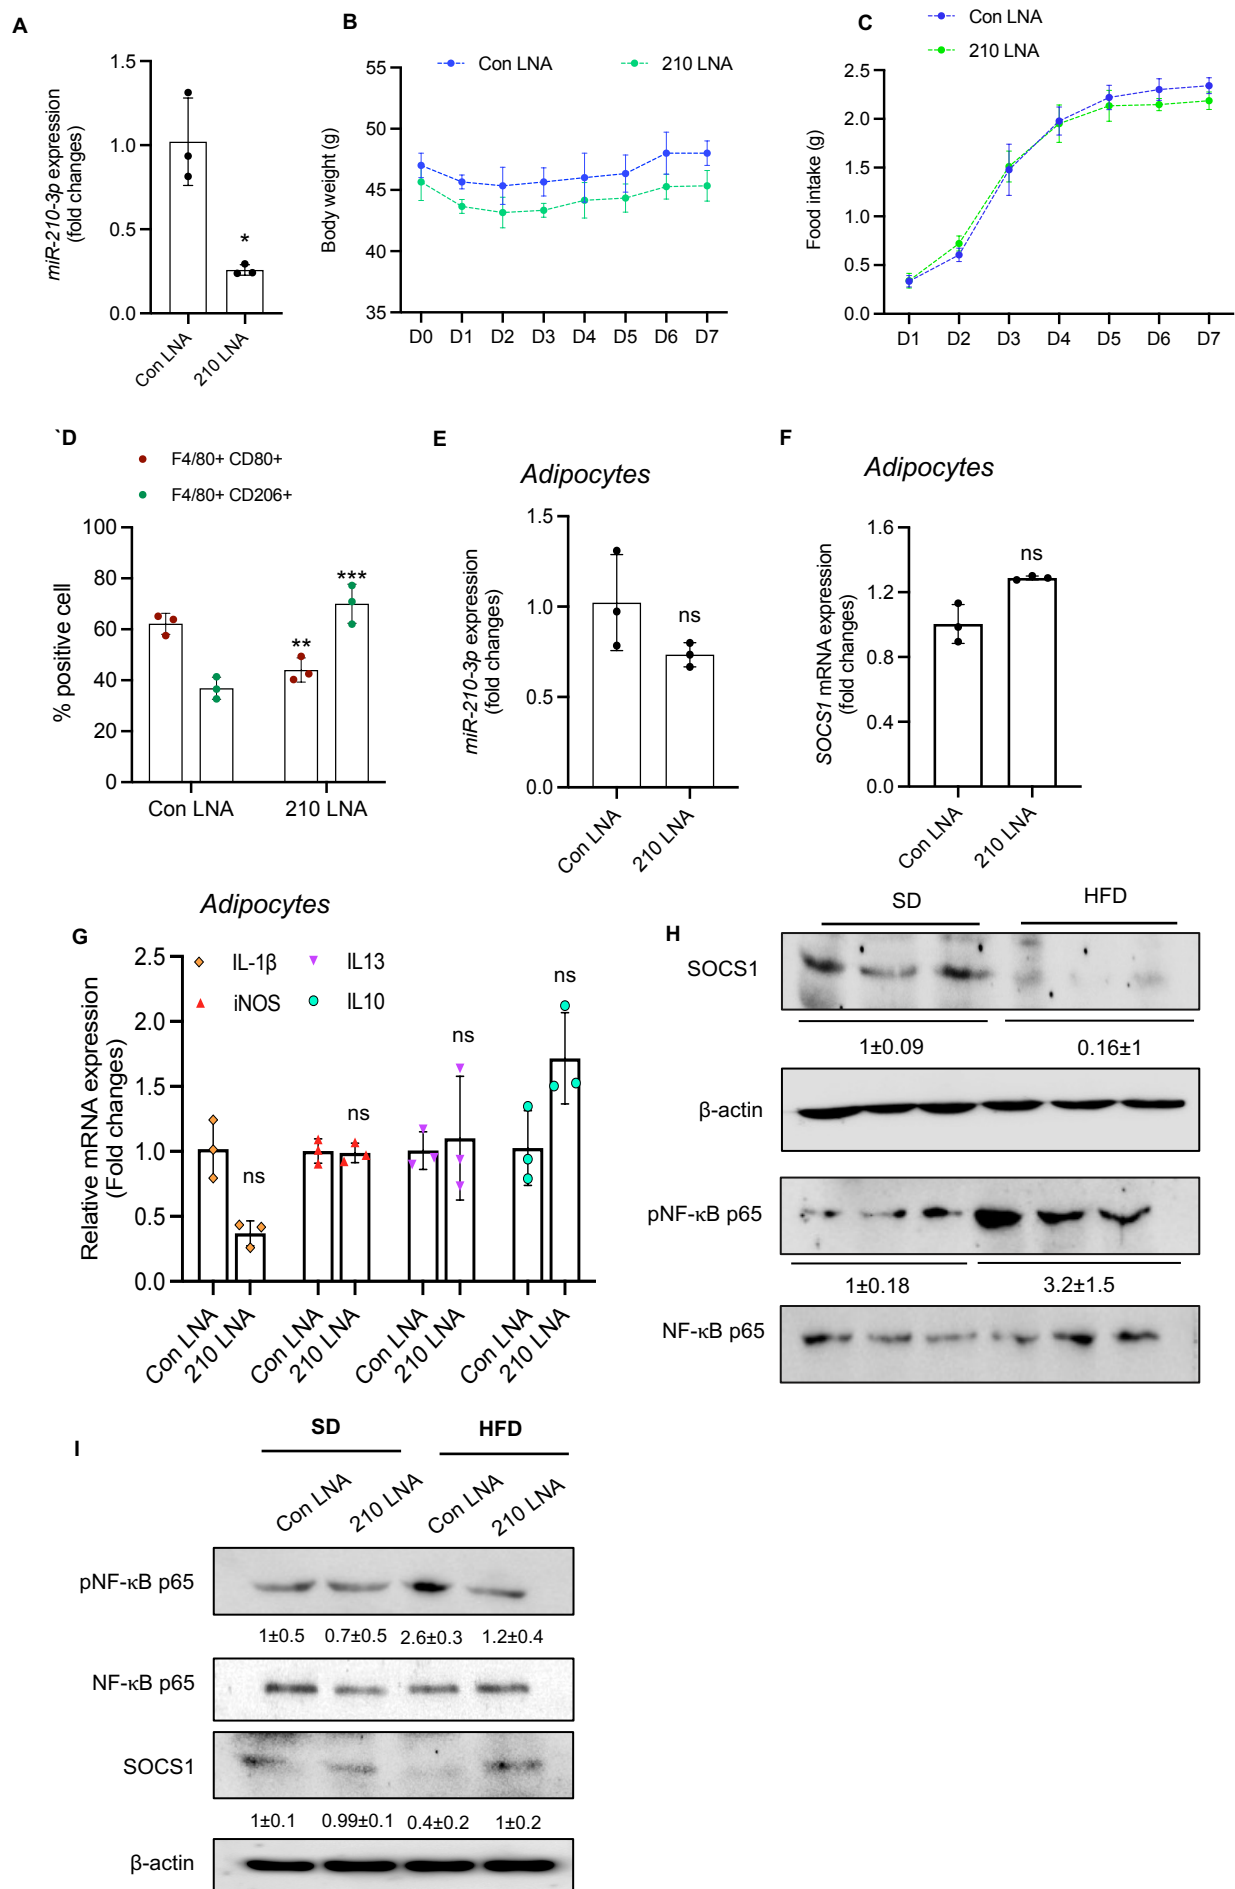 A
1.5
1.0
0.5
0.0
miR-210-3p expression
(fold changes)
*
Con LNA
210 LNA
B
Con LNA
210 LNA
55
50
45
40
35
Body weight (g)
D0 D1 D2 D3 D4 D5 D6 D7
C
Con LNA
210 LNA
2.5
2.0
1.5
1.0
0.5
0.0
Food intake (g)
D1 D2 D3 D4 D5 D6 D7
`D
F4/80+ CD80+
F4/80+ CD206+
100
80
60
40
20
0
% positive cell
**
***
Con LNA
210 LNA
E
Adipocytes
1.5
1.0
0.5
0.0
miR-210-3p expression
(fold changes)
ns
Con LNA
210 LNA
F
Adipocytes
1.6
1.2
0.8
0.4
0.0
SOCS1 mRNA expression
(fold changes)
ns
Con LNA
210 LNA
Adipocytes
G
IL-1β
IL13
iNOS
IL10
2.5
2.0
1.5
1.0
0.5
0.0
Relative mRNA expression
(Fold changes)
ns
ns
ns
ns
Con LNA
210 LNA
Con LNA
210 LNA
Con LNA
210 LNA
Con LNA
210 LNA
H
SD HFD
SOCS1
1±0.09 0.16±1
β-actin
pNF-κB p65
1±0.18 3.2±1.5
NF-κB p65
I
SD HFD
Con LNA
210 LNA
Con LNA
210 LNA
pNF-κB p65
1±0.5 0.7±0.5 2.6±0.3 1.2±0.4
NF-κB p65
SOCS1
1±0.1 0.99±0.1 0.4±0.2 1±0.2
β-actin